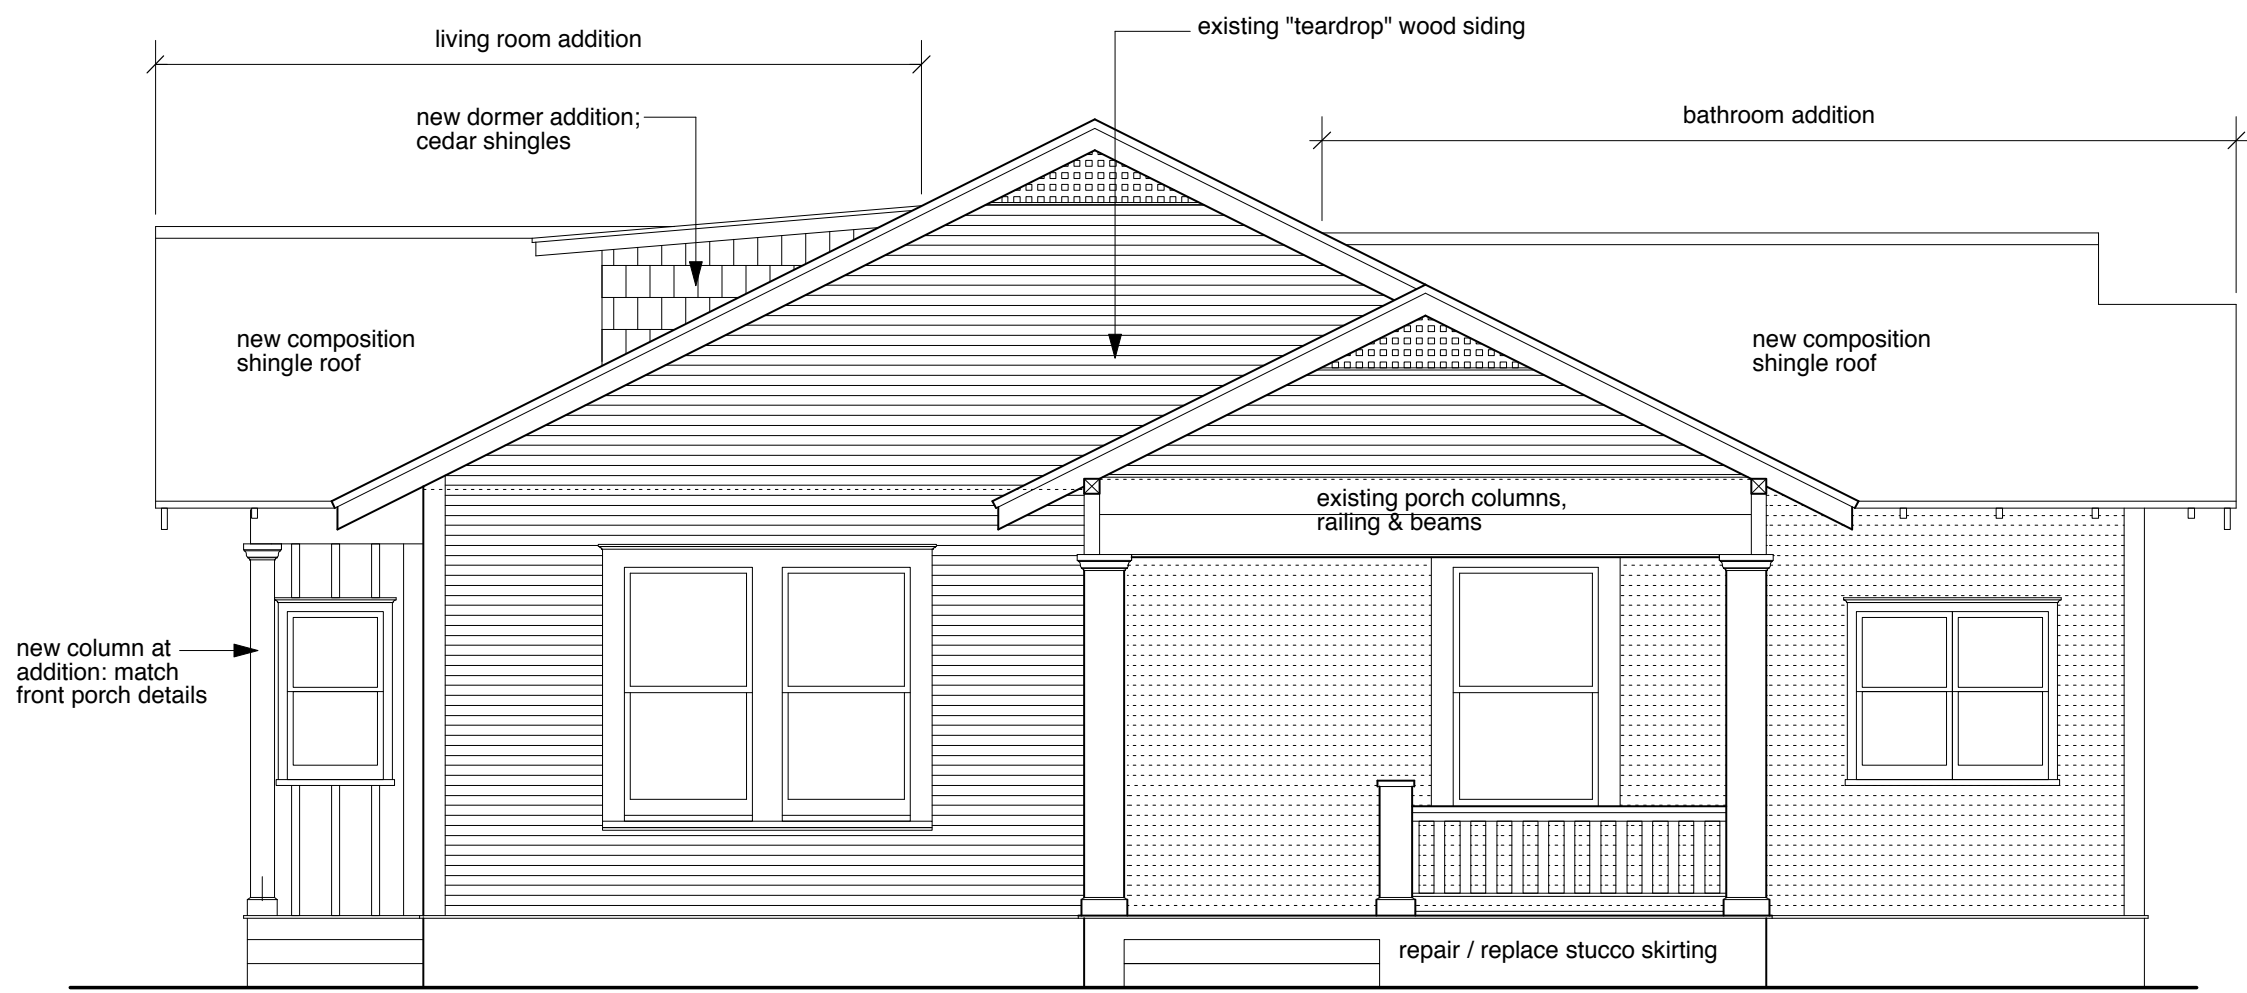 existing "teardrop" wood siding
living room addition
new dormer addition;
cedar shingles
bathroom addition
new composition
shingle roof
new composition
shingle roof
existing porch columns,
railing & beams
new column at
addition: match
front porch details
repair / replace stucco skirting